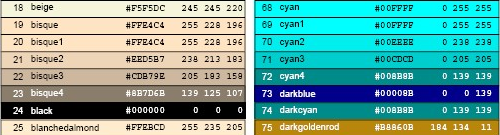 18 beige #F5F5DC 245 245 220
19 bisque #FFE4C4 255 228 196
20 bisque1 #FFE4C4 255 228 196
21 bisque2 #EED5B7 238 213 183
22 bisque3 #CDB79E 205 183 158
23 bisque4 #8B7D6B 139 125 107
24 black #000000 0 0 0
25 blanchedalmond #FFEBCD 255 235 205
68 cyan #00FFFF 0 255 255
69 cyan1 #00FFFF 0 255 255
70 cyan2 #00EEEE 0 238 238
71 cyan3 #00CDCD 0 205 205
72 cyan4 #008B8B 0 139 139
73 darkblue #00008B 0 0 139
74 darkcyan #008B8B 0 139 139
75 darkgoldenrod #B8860B 184 134 11